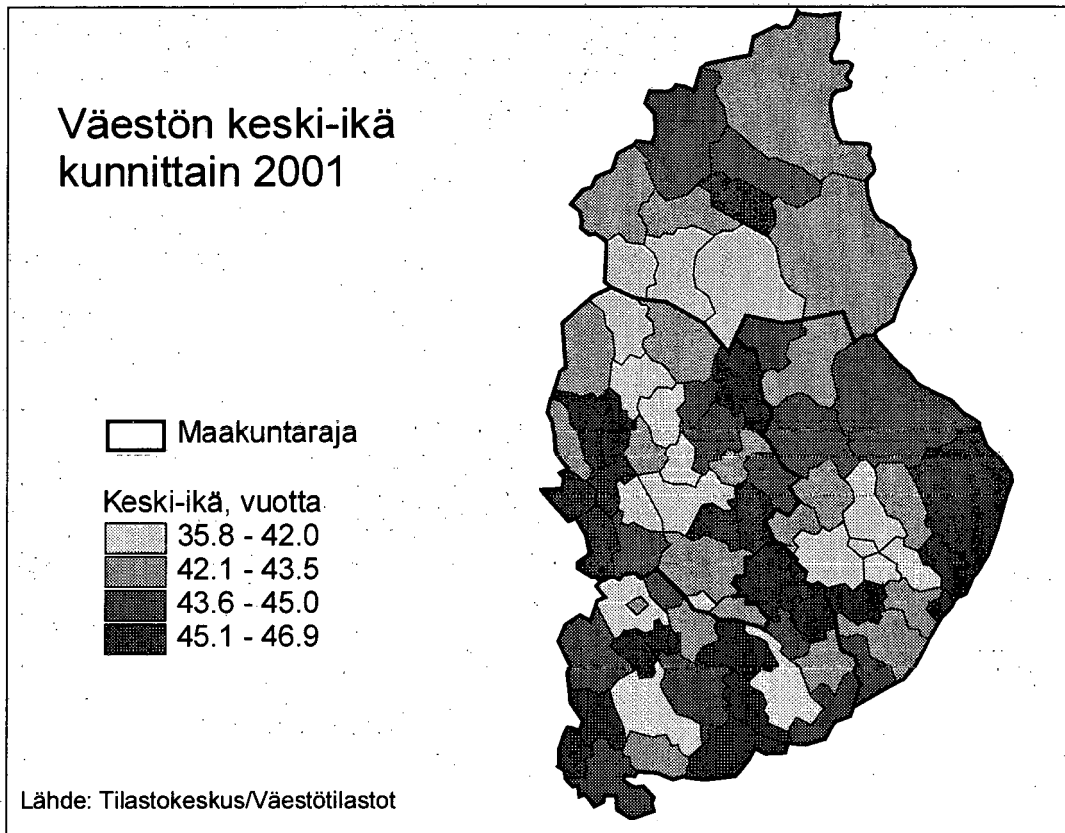 Väestön keski-ikä
kunnittain 2001
Maakuntaraja
Keski-ikä, vuotta
35.8 - 42.0
42.1 - 43.5
43.6 - 45.0
45.1 - 46.9
Lähde: Tilastokeskus/Väestötilastot